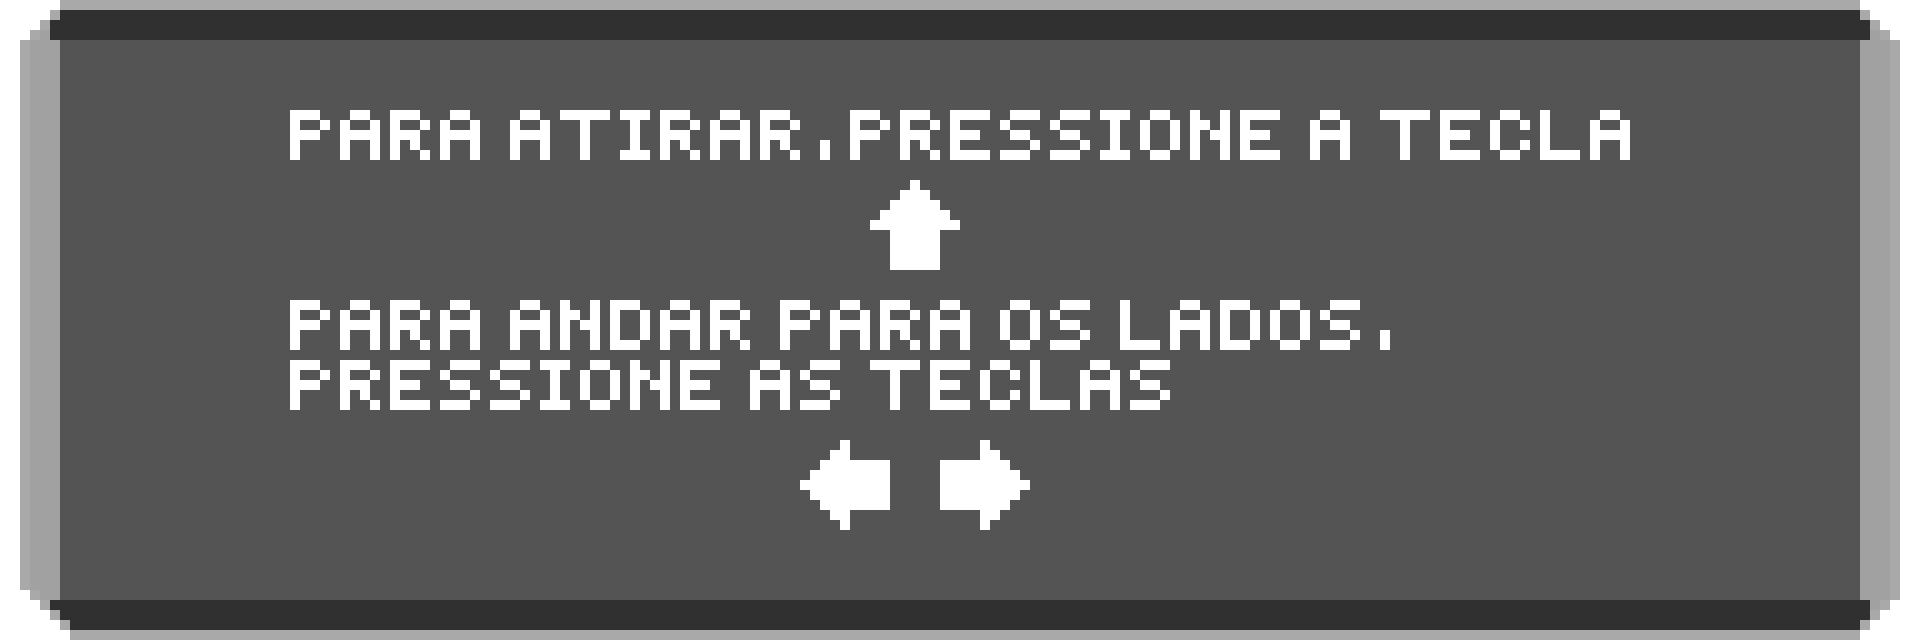 PARA ATIRAR,PRESSIONE A TECLA
PARA ANDAR PARA OS LADOS,
PRESSIONE AS TECLAS